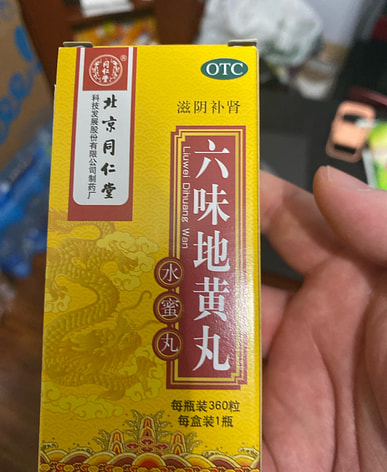 同仁堂
北京同仁堂
科技发展股份有限公司制药厂
OTC
滋阴补肾
六味地黄丸
Liuwei Dihuang Wan
水蜜丸
每瓶装360粒
每盒装1瓶